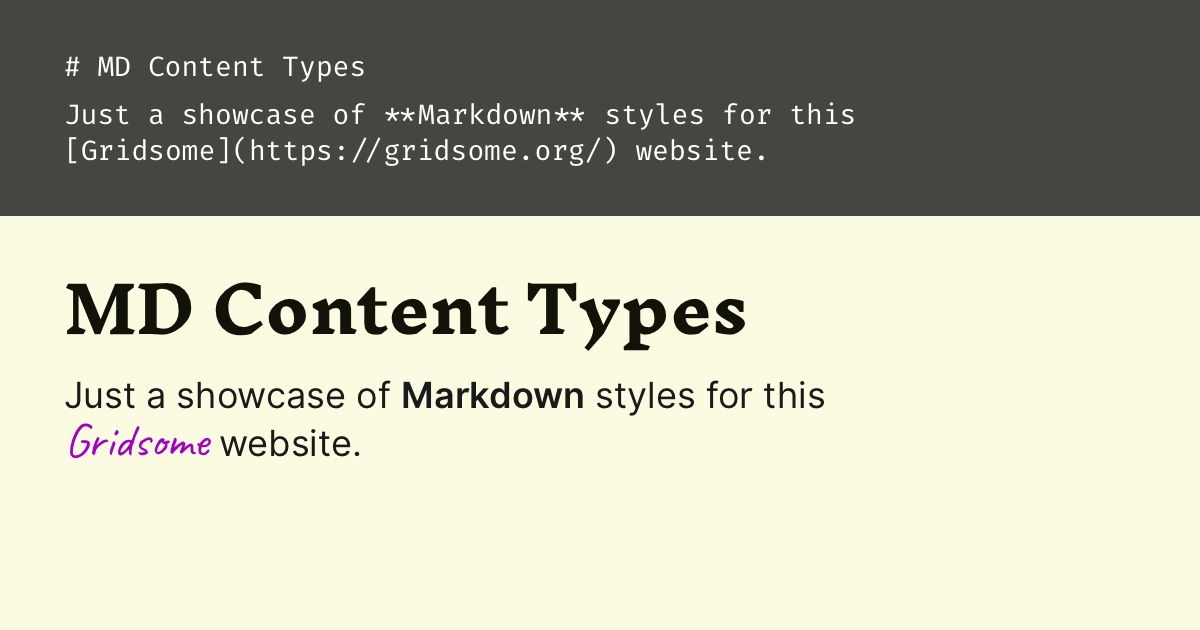 # MD Content Types
Just a showcase of **Markdown** styles for this
[Gridsome](https://gridsome.org/) website.
MD Content Types
Just a showcase of Markdown styles for this
Gridsome website.